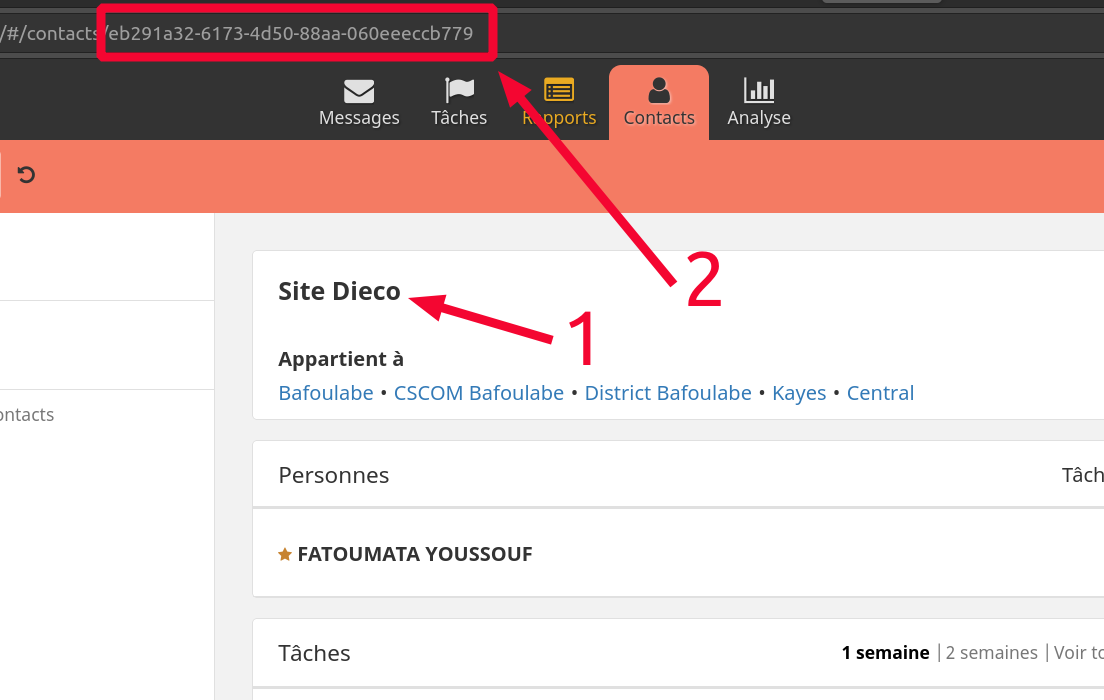 /#/contacts/eb291a32-6173-4d50-88aa-060eeeccb779
Messages Tâches Rapports Contacts Analyse
2
Site Dieco
1
Appartient à
Bafoulabe • CSCOM Bafoulabe • District Bafoulabe • Kayes • Central
ontacts
Personnes Tâch
FATOUMATA YOUSSOUF
Tâches 1 semaine | 2 semaines | Voir to